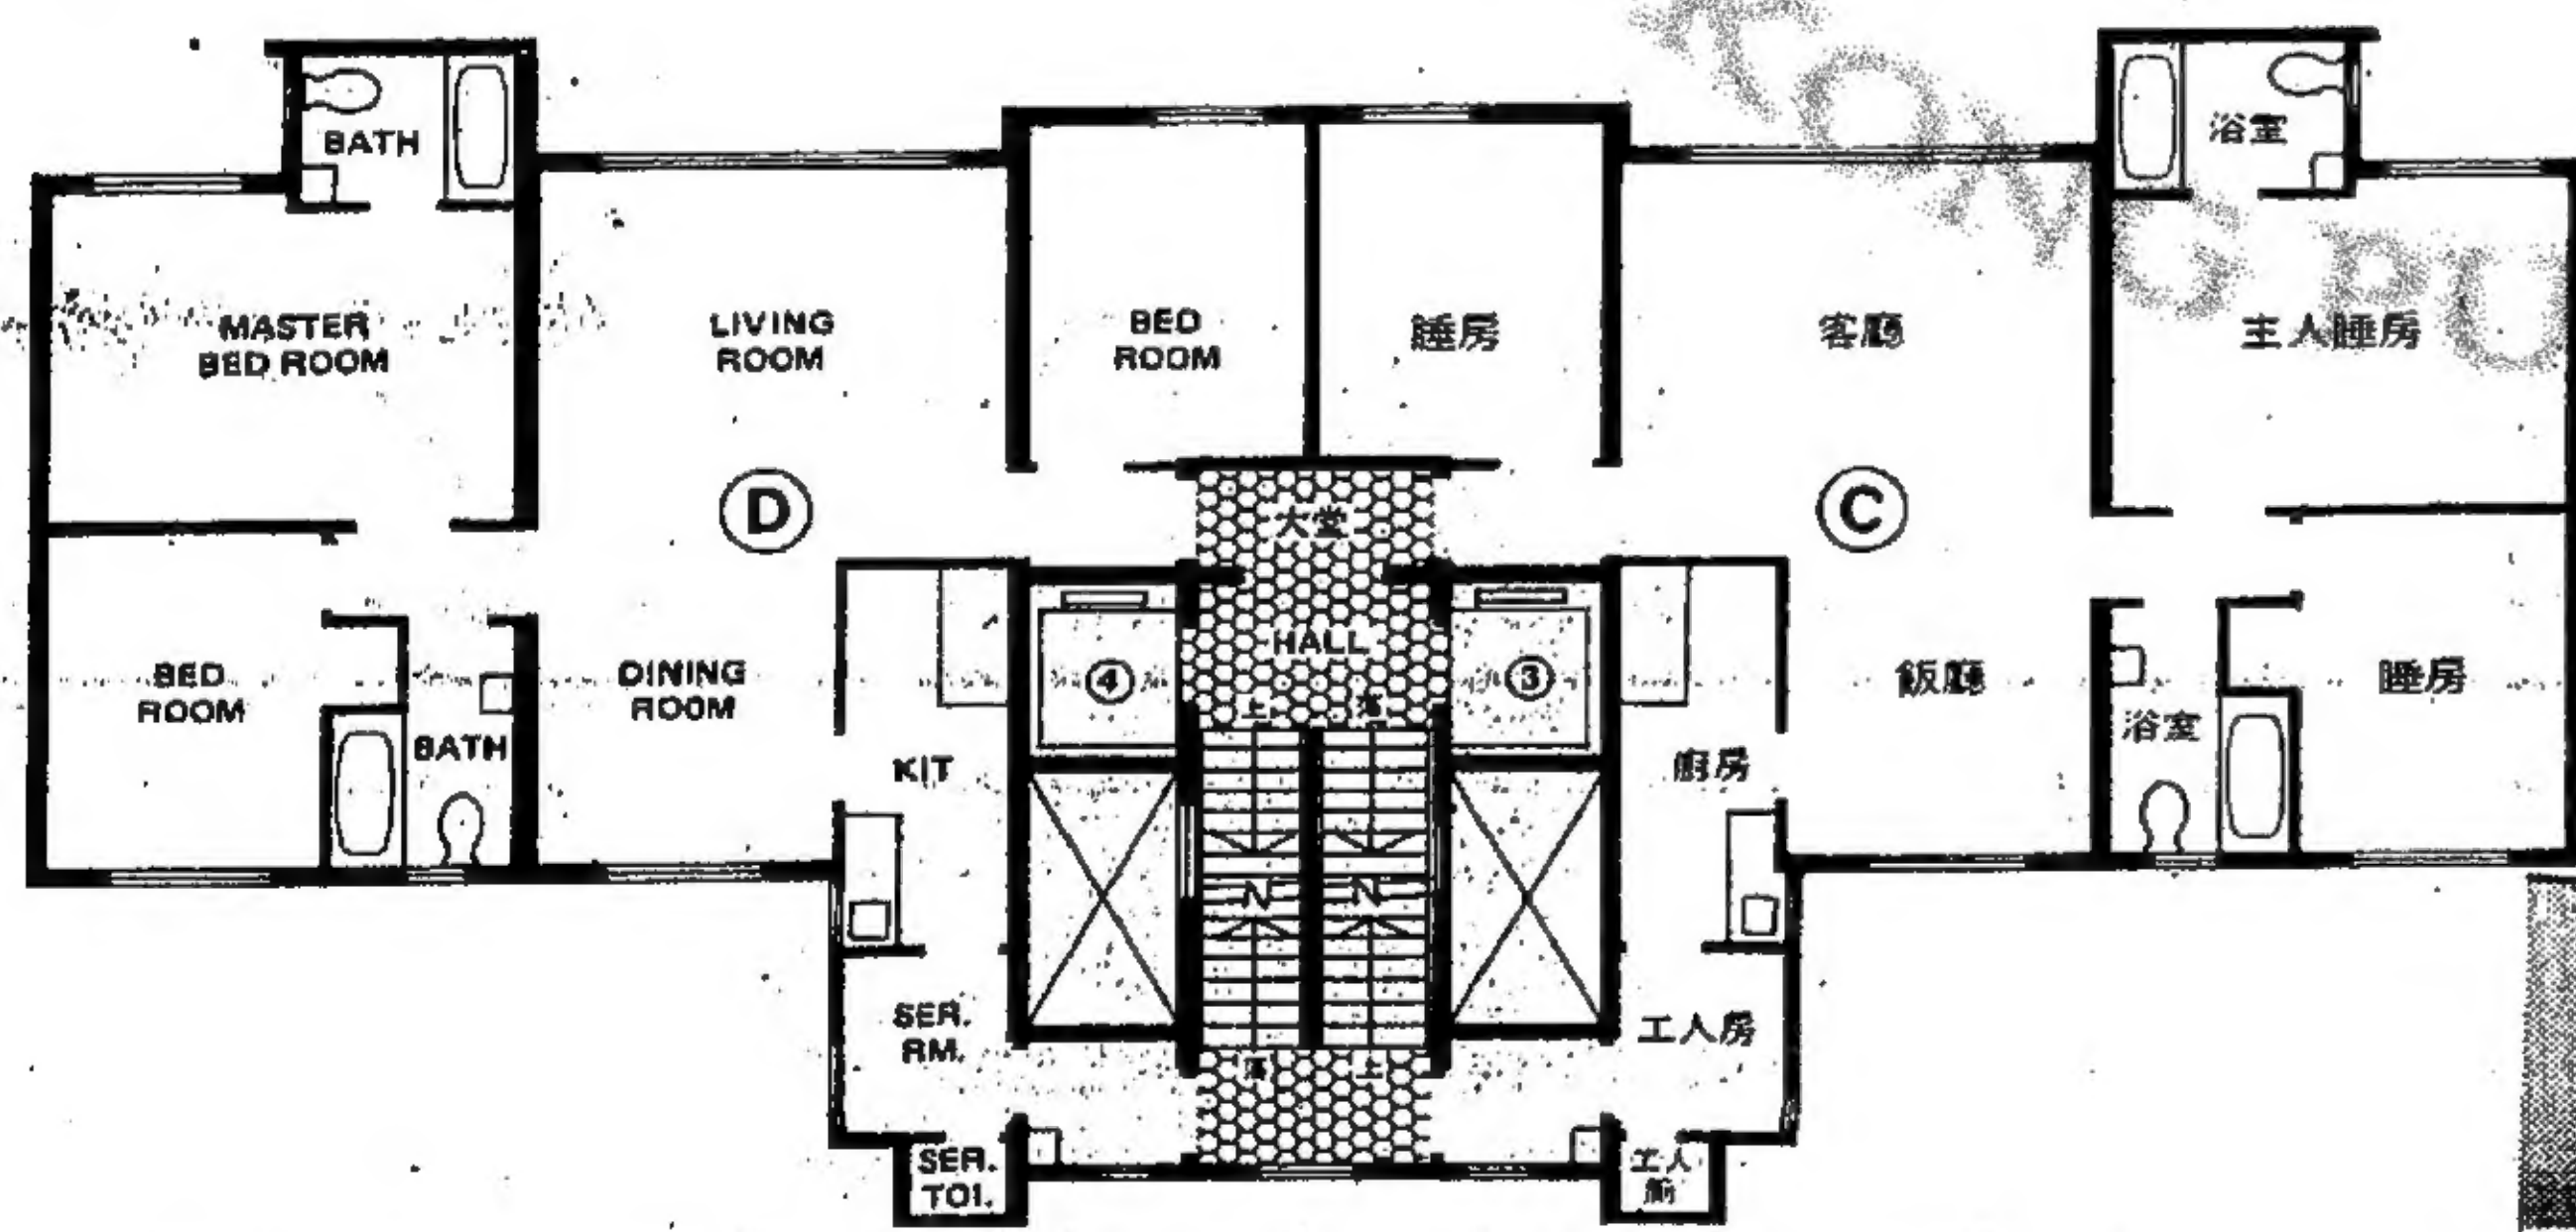 BATH
浴室
MASTER
BED ROOM
LIVING
ROOM
BED
ROOM
睡房
客廳
主人睡房
D
大堂
C
BED
ROOM
BATH
DINING
ROOM
KIT
4
HALL
上 落
3
廚房
飯廳
浴室
睡房
SER.
RM.
工人房
落 上
SER.
TOI.
工人
廁